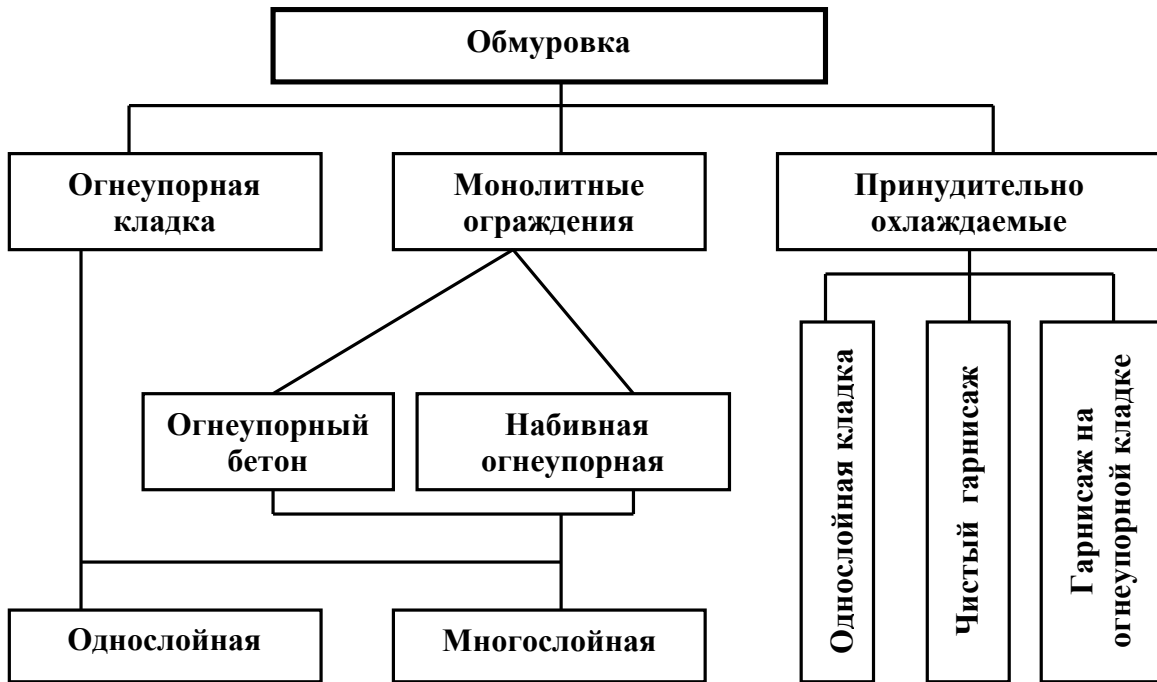 Обмуровка
Огнеупорная
кладка
Монолитные
ограждения
Принудительно
охлаждаемые
Огнеупорный
бетон
Набивная
огнеупорная
Однослойная кладка
Чистый гарнисаж
Гарнисаж на
огнеупорной кладке
Однослойная
Многослойная